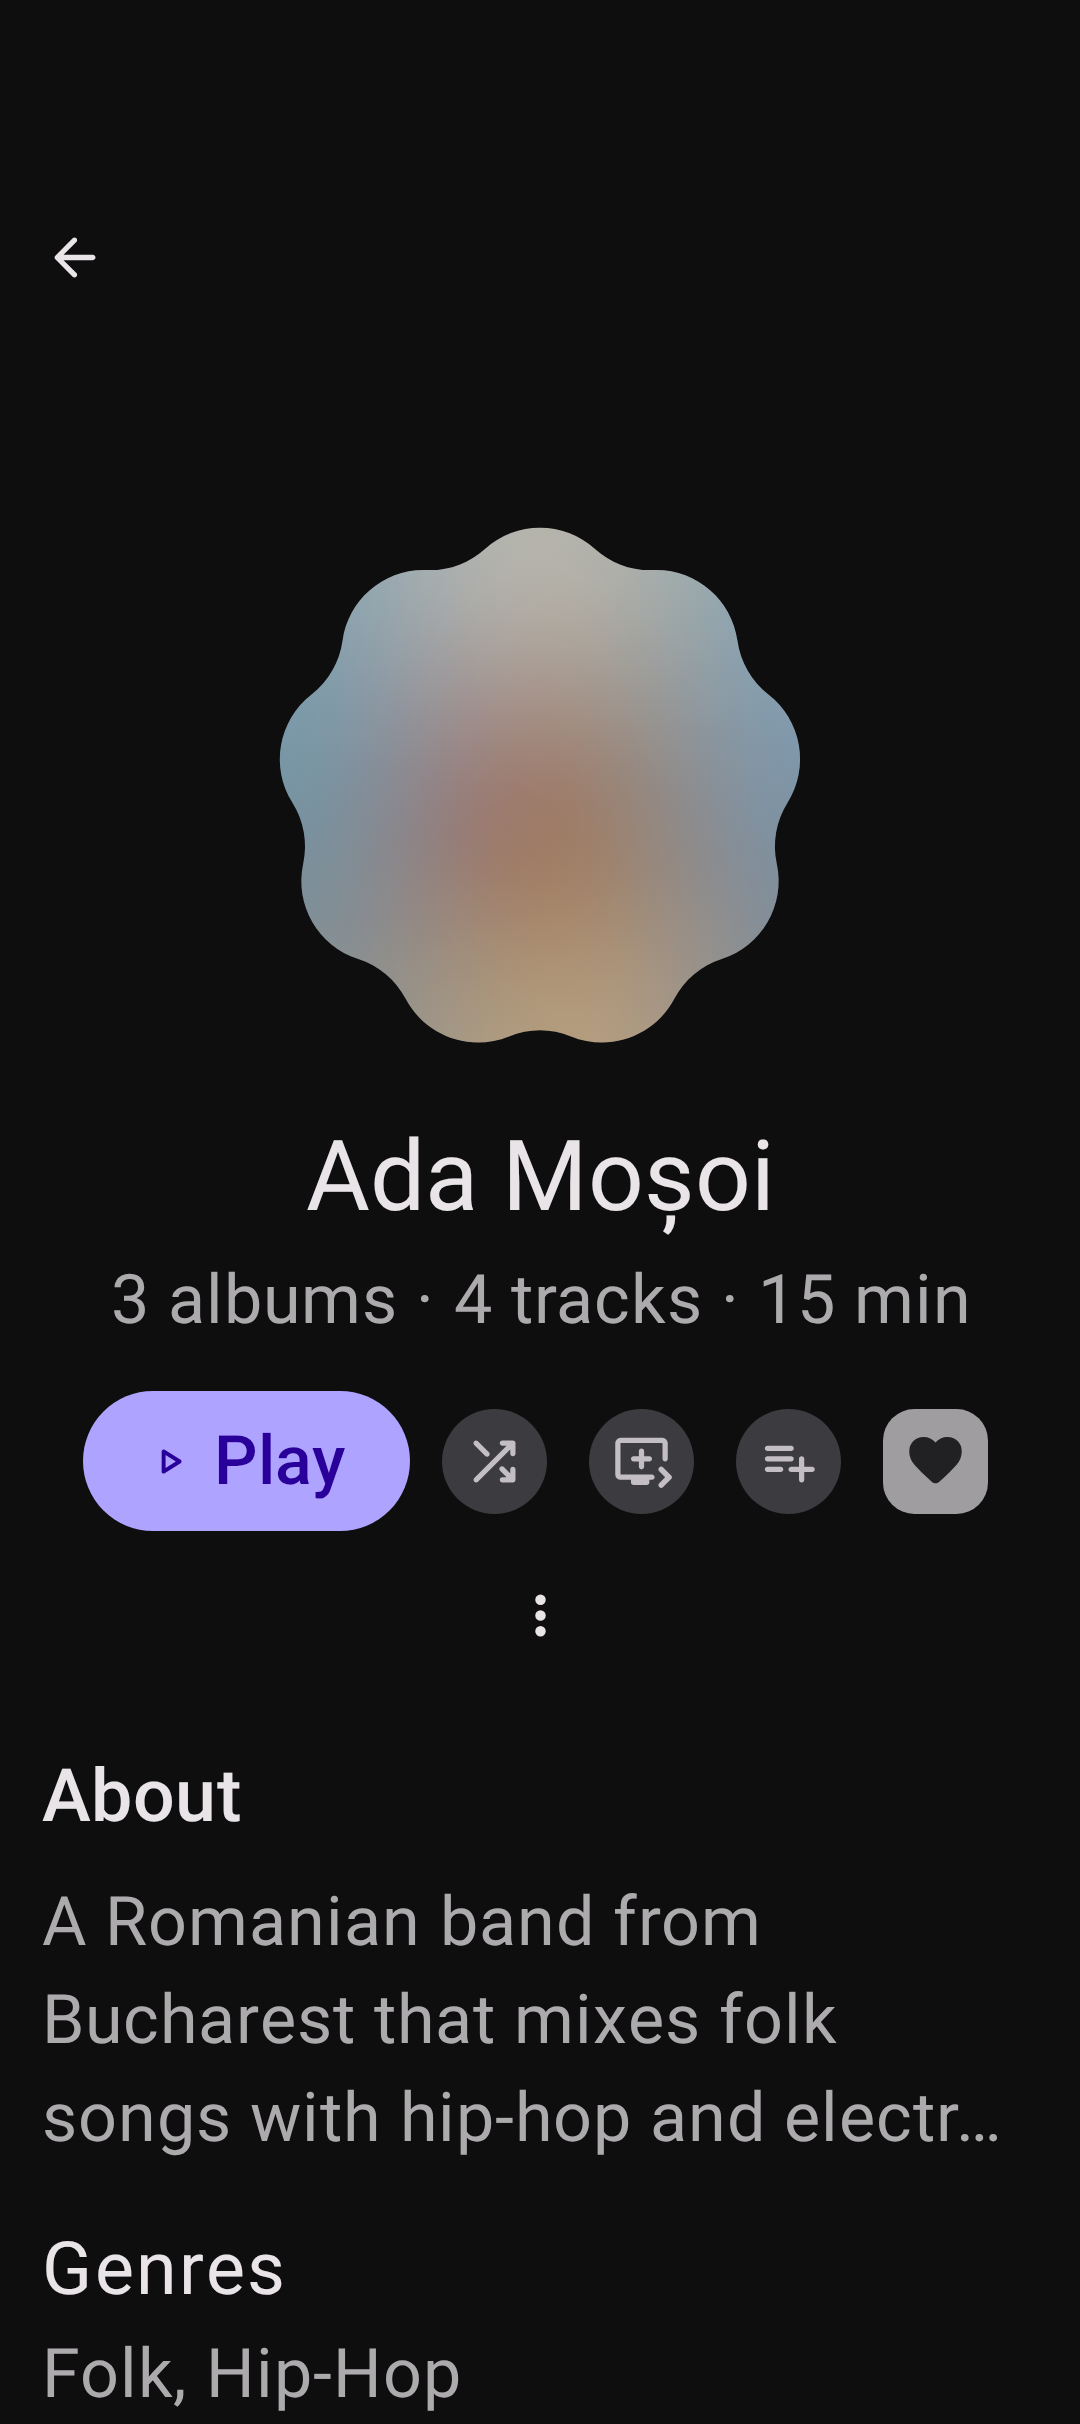 Ada Moșoi
3 albums · 4 tracks · 15 min
Play
About
A Romanian band from
Bucharest that mixes folk
songs with hip-hop and electr…
Genres
Folk, Hip-Hop